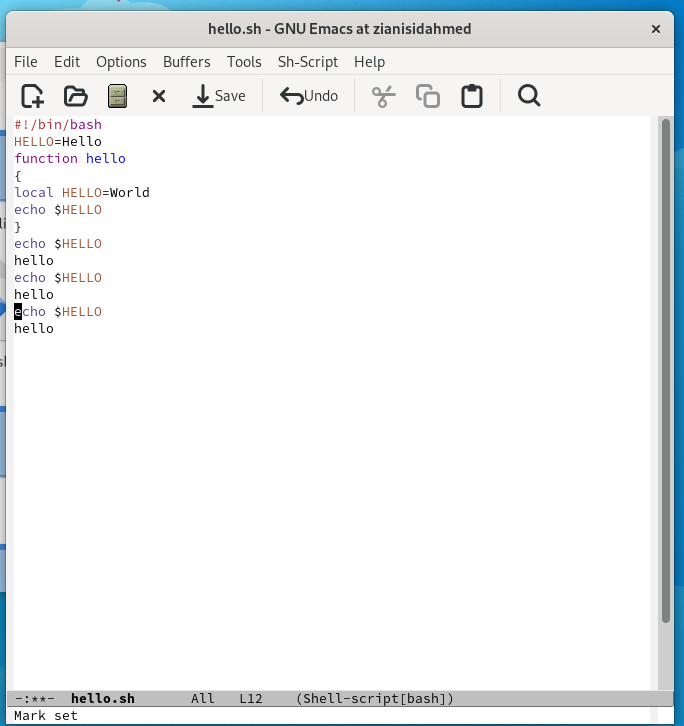 hello.sh - GNU Emacs at zianisidahmed
File Edit Options Buffers Tools Sh-Script Help
Save Undo
#!/bin/bash
HELLO=Hello
function hello
{
local HELLO=World
echo $HELLO
}
echo $HELLO
hello
echo $HELLO
hello
echo $HELLO
hello
-:**- hello.sh All L12 (Shell-script[bash])
Mark set